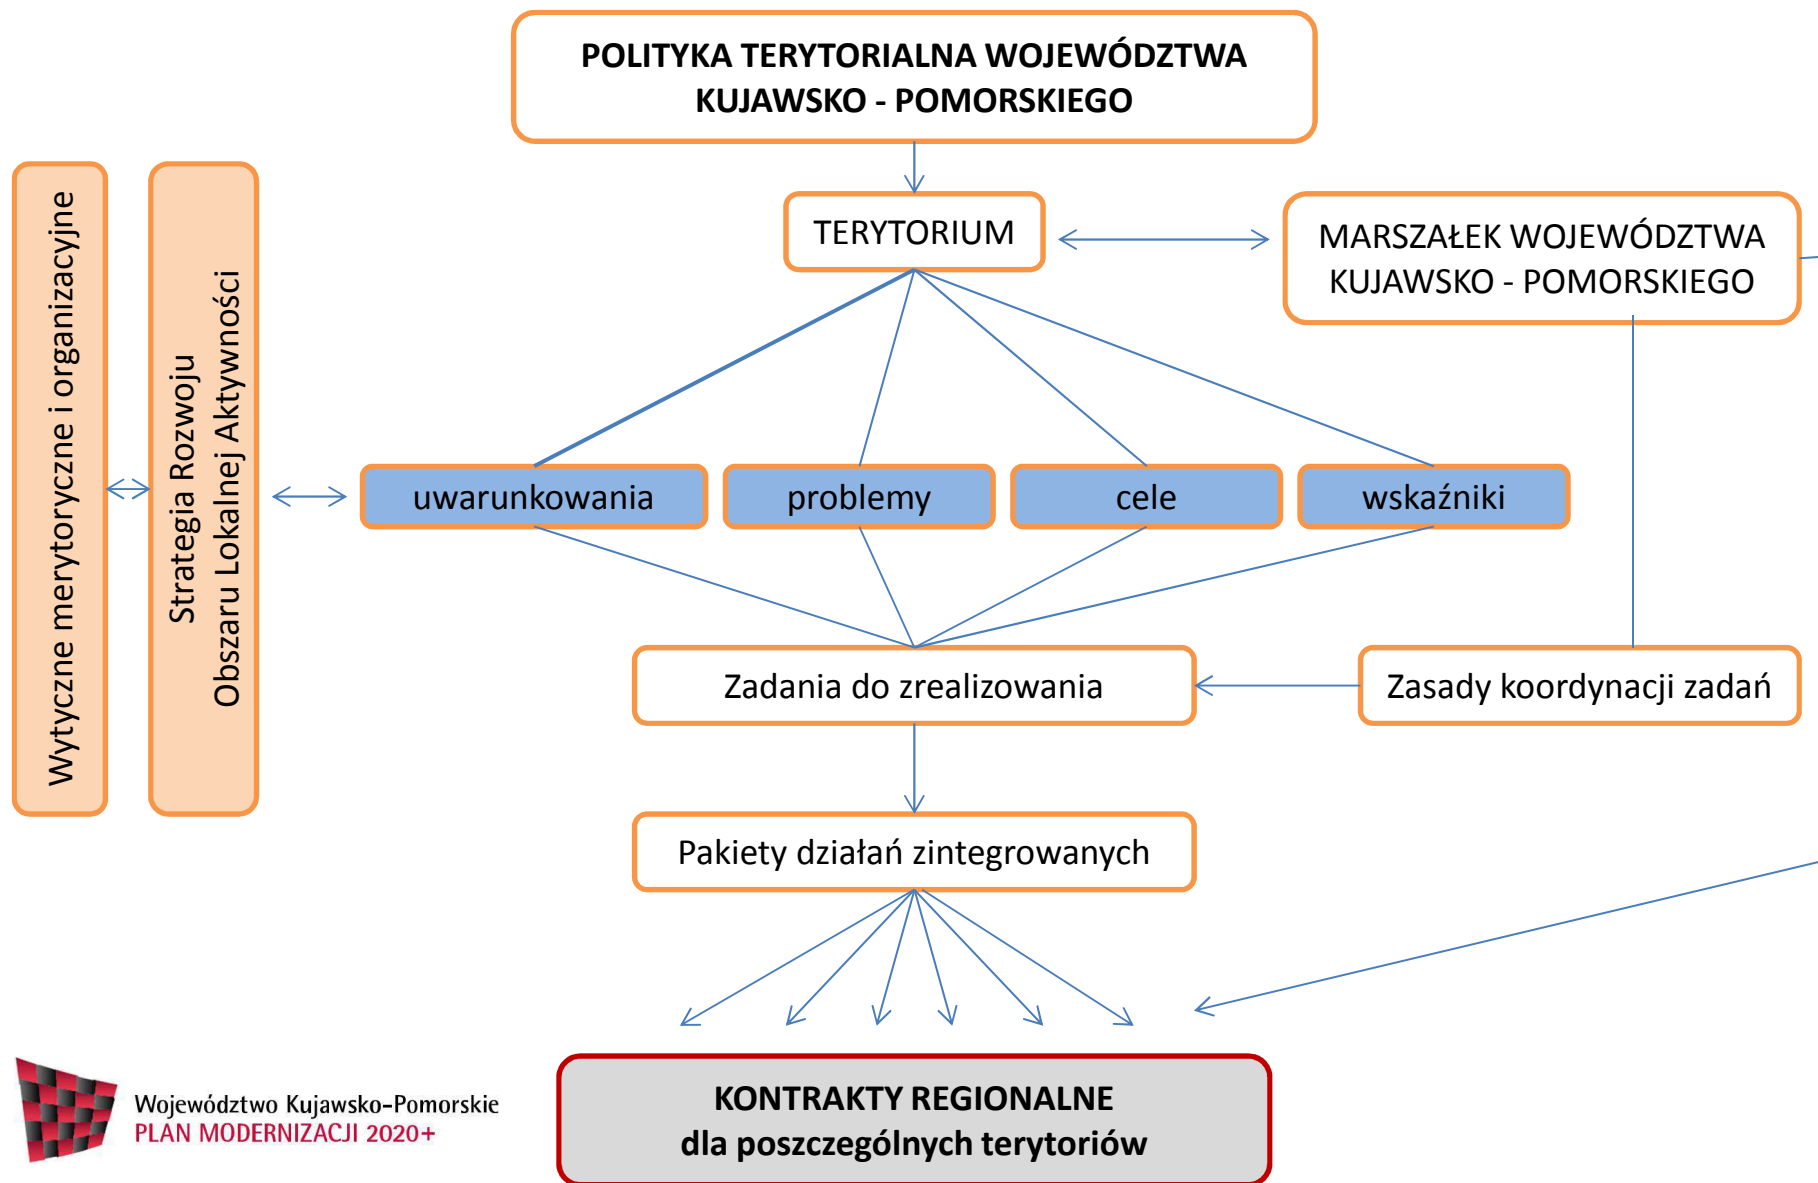 POLITYKA TERYTORIALNA WOJEWÓDZTWA
KUJAWSKO - POMORSKIEGO
TERYTORIUM
MARSZAŁEK WOJEWÓDZTWA
KUJAWSKO - POMORSKIEGO
Wytyczne merytoryczne i organizacyjne
Strategia Rozwoju
Obszaru Lokalnej Aktywności
uwarunkowania
problemy
cele
wskaźniki
Zadania do zrealizowania
Zasady koordynacji zadań
Pakiety działań zintegrowanych
KONTRAKTY REGIONALNE
dla poszczególnych terytoriów
Województwo Kujawsko-Pomorskie
PLAN MODERNIZACJI 2020+